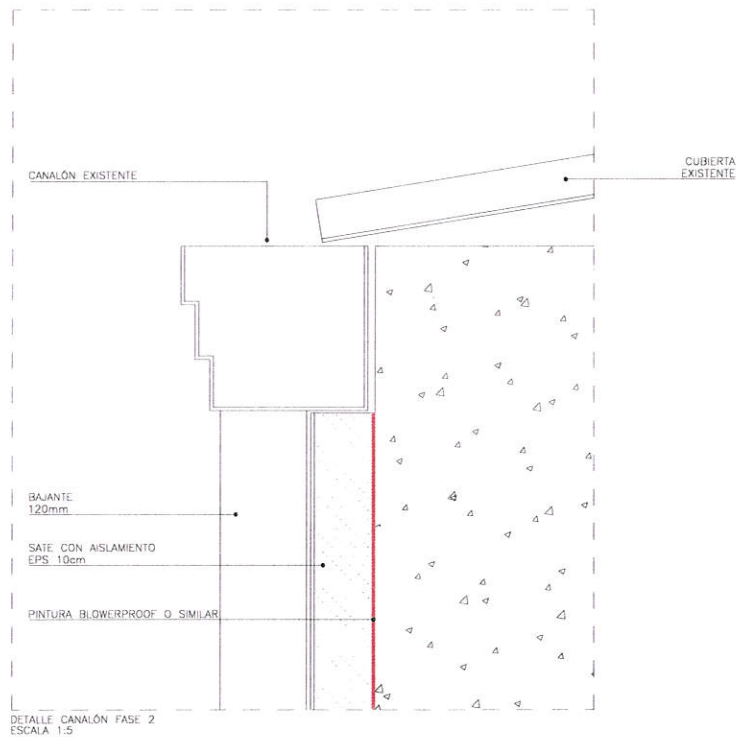 CANALÓN EXISTENTE
CUBIERTA
EXISTENTE
BAJANTE
120mm
SATE CON AISLAMIENTO
EPS 10cm
PINTURA BLOWERPROOF O SIMILAR
DETALLE CANALÓN FASE 2
ESCALA 1:5